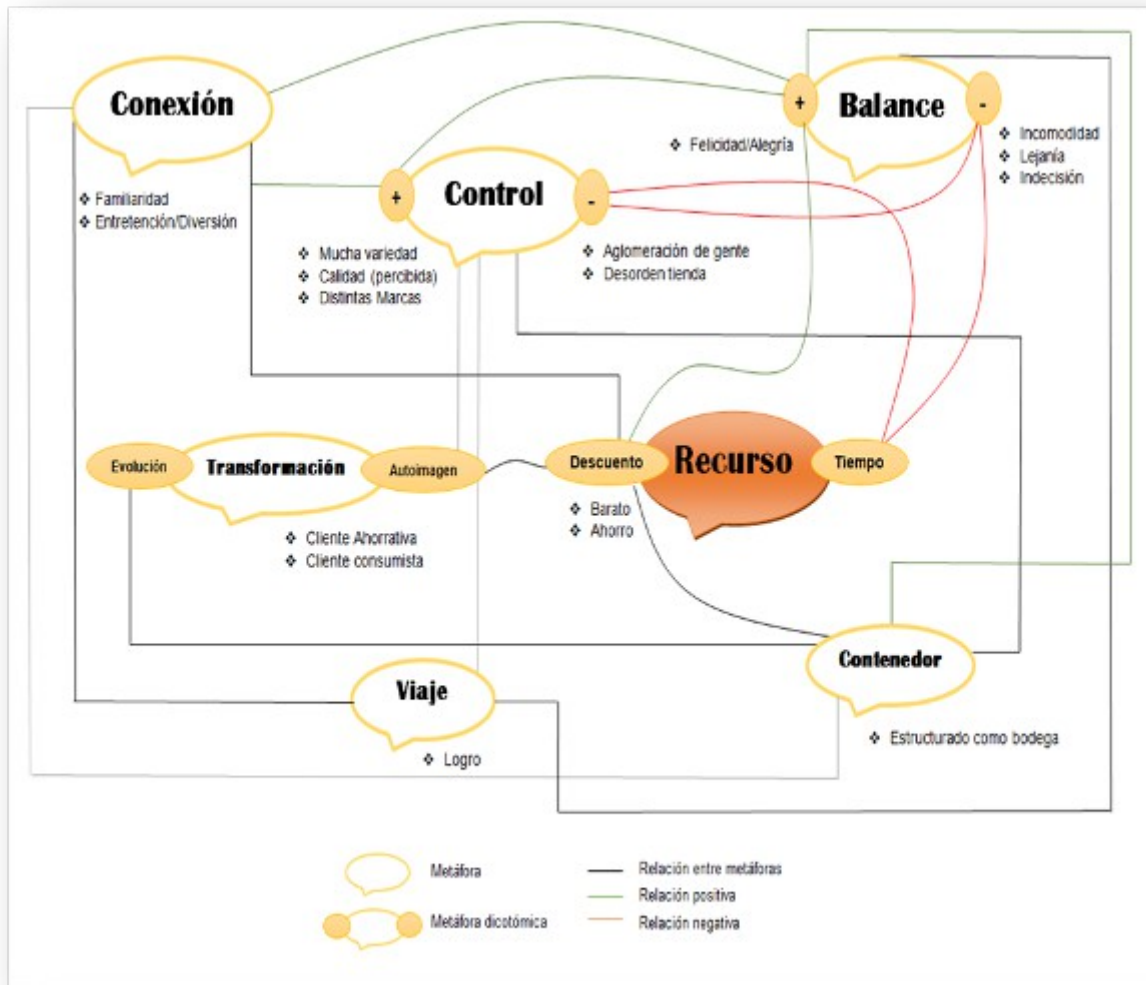 Conexión
+
Balance
-
❖ Felicidad/Alegría
❖ Incomodidad
❖ Lejanía
❖ Indecisión
❖ Familiaridad
❖ Entretención/Diversión
+
Control
-
❖ Mucha variedad
❖ Calidad (percibida)
❖ Distintas Marcas
❖ Aglomeración de gente
❖ Desorden tienda
Evolución
Transformación
Autoimagen
Descuento
Recurso
Tiempo
❖ Cliente Ahorrativa
❖ Cliente consumista
❖ Barato
❖ Ahorro
Contenedor
❖ Estructurado como bodega
Viaje
❖ Logro
Metáfora
Relación entre metáforas
Relación positiva
Metáfora dicotómica
Relación negativa